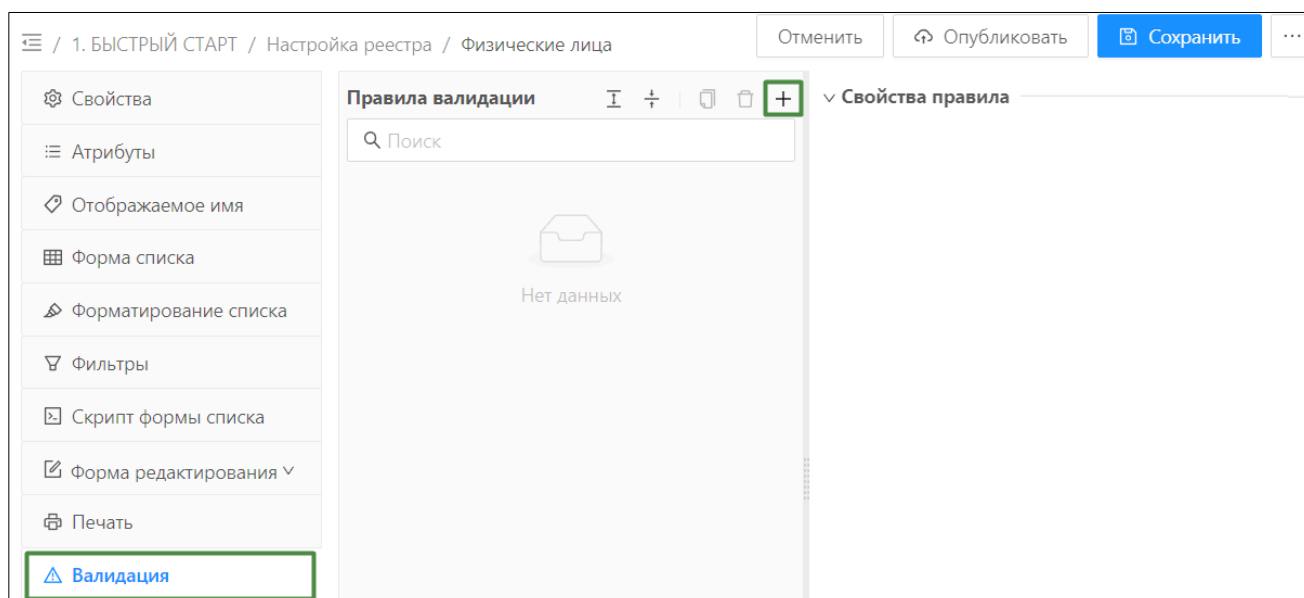 / 1. БЫСТРЫЙ СТАРТ / Настройка реестра / Физические лица
Отменить
Опубликовать
Сохранить
...
Свойства
Атрибуты
Отображаемое имя
Форма списка
Форматирование списка
Фильтры
Скрипт формы списка
Форма редактирования
Печать
Валидация
Правила валидации
Поиск
Нет данных
Свойства правила